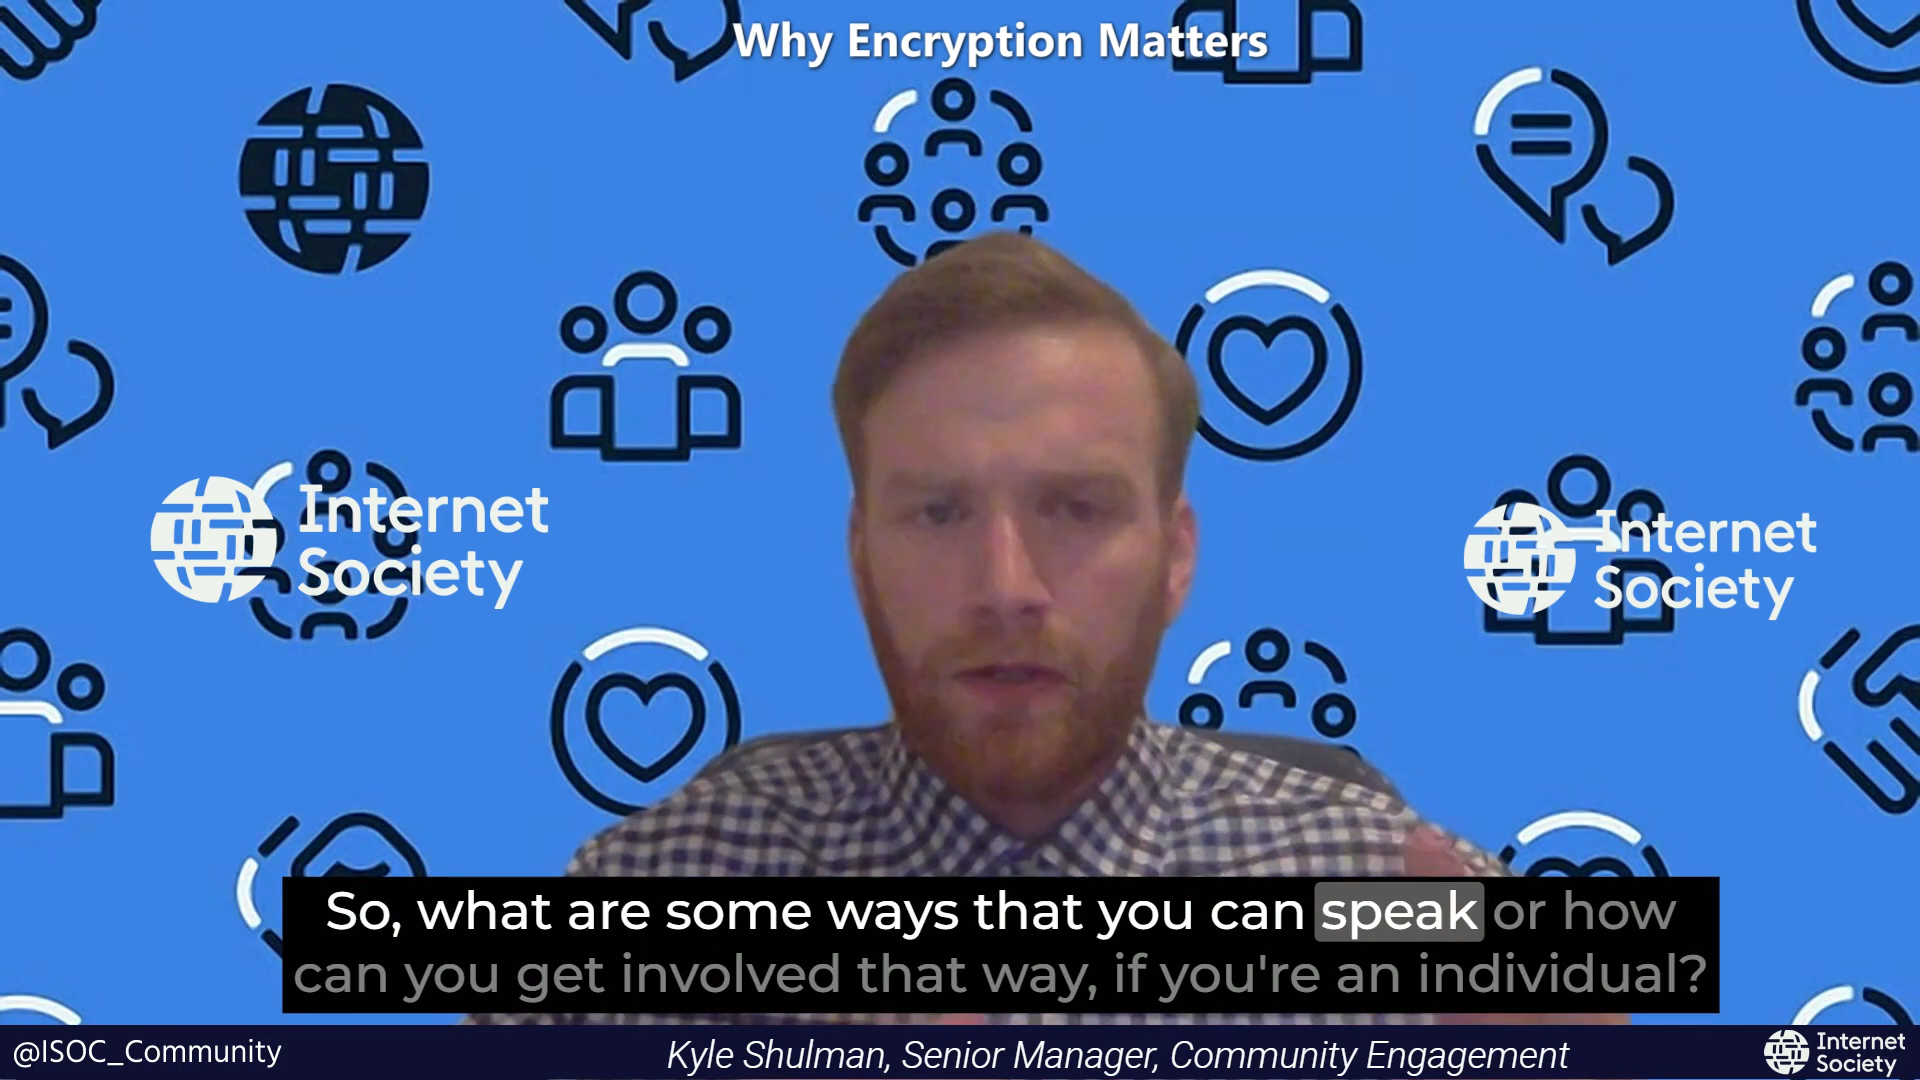 Why Encryption Matters
Internet
Society
Internet
Society
So, what are some ways that you can speak or how
can you get involved that way, if you're an individual?
@ISOC_Community
Kyle Shulman, Senior Manager, Community Engagement
Internet
Society